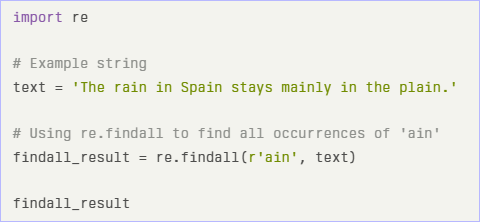 import re
# Example string
text = 'The rain in Spain stays mainly in the plain.'
# Using re.findall to find all occurrences of 'ain'
findall_result = re.findall(r'ain', text)
findall_result